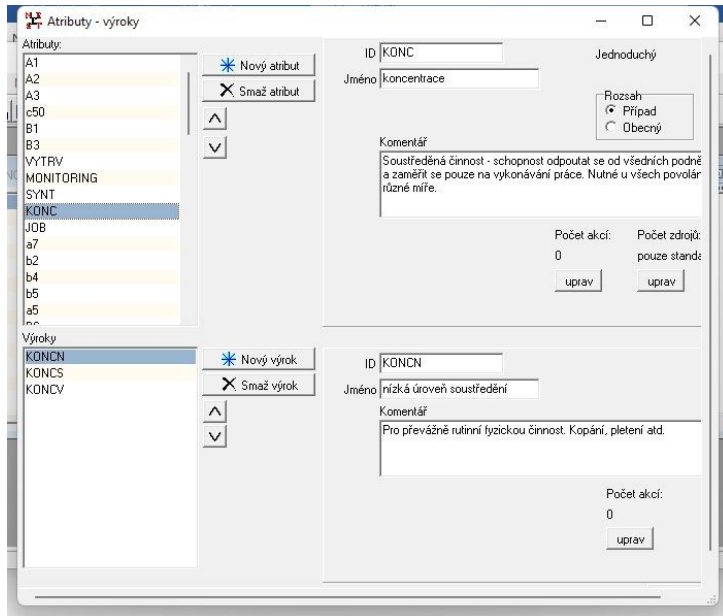 Atributy - výroky
Atributy:
A1
A2
A3
c50
B1
B3
VYTRV
MONITORING
SYNT
KONC
JOB
a7
b2
b4
b5
a5
Nový atribut
Smaž atribut
ID KONC
Jednoduchý
Jméno koncentrace
Rozsah
Případ
Obecný
Komentář
Soustředěná činnost - schopnost odpoutat se od všedních podně
a zaměřit se pouze na vykonávání práce. Nutné u všech povolán
různé míře.
Počet akcí:
Počet zdrojů:
0
pouze standa
uprav
uprav
Výroky
KONCN
KONCS
KONCV
Nový výrok
Smaž výrok
ID KONCN
Jméno nízká úroveň soustředění
Komentář
Pro převážně rutinní fyzickou činnost. Kopání, pletení atd.
Počet akcí:
0
uprav